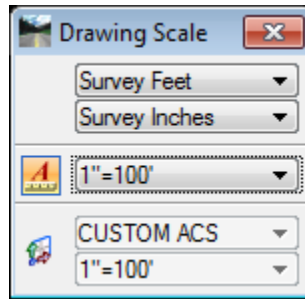 Drawing Scale
Survey Feet
Survey Inches
A
1"=100'
CUSTOM ACS
1"=100'